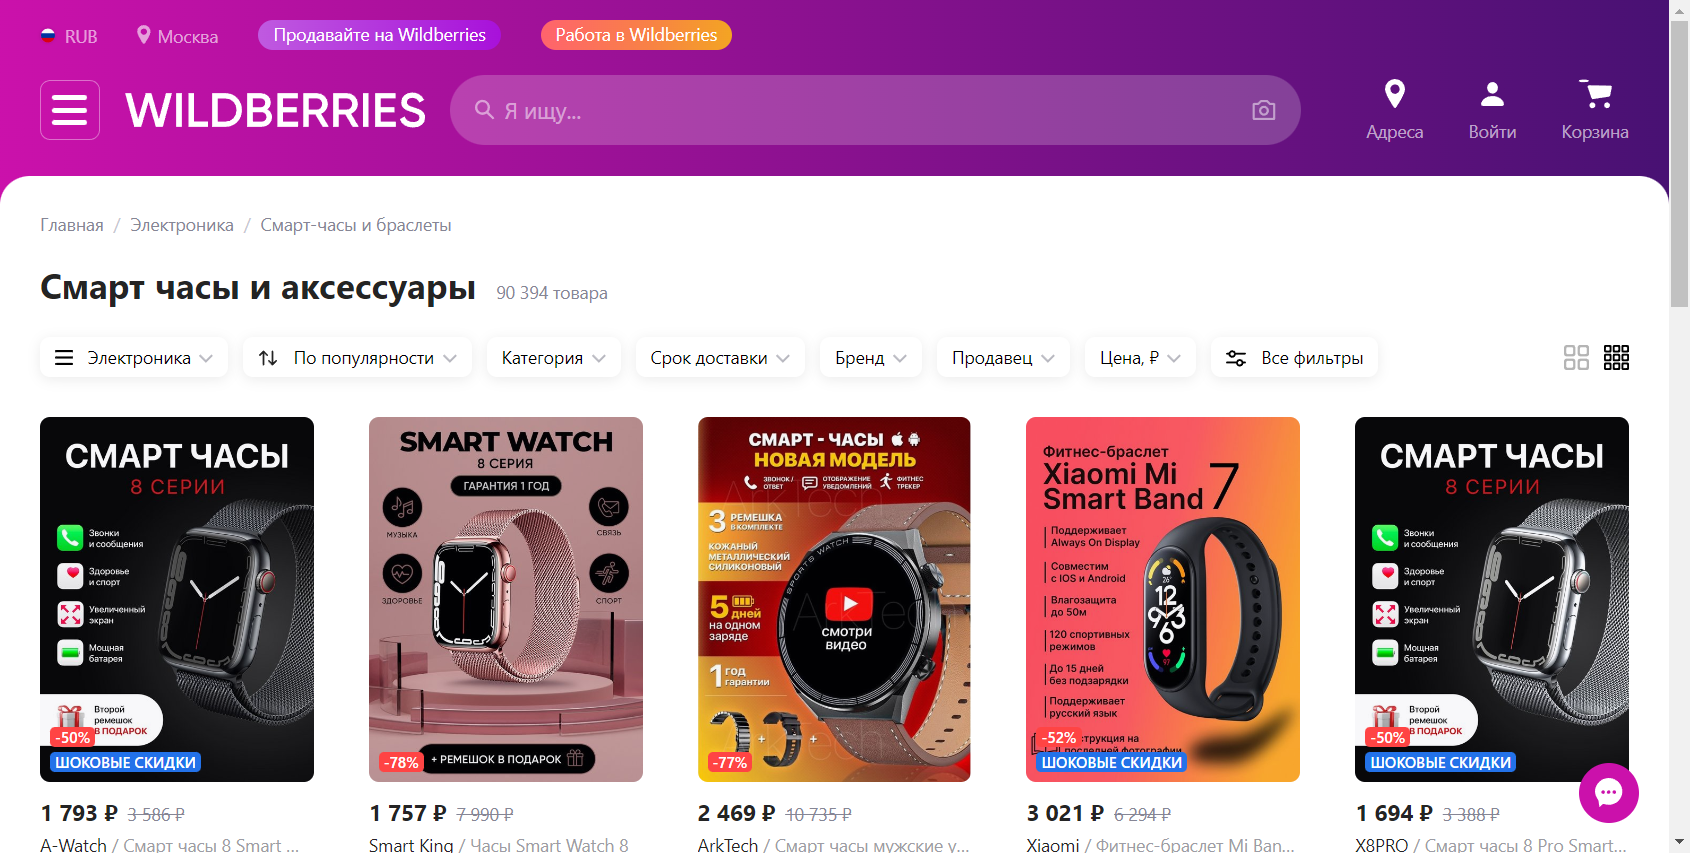 RUB
Москва
Продавайте на Wildberries
Работа в Wildberries
WILDBERRIES
Я ищу...
Адреса
Войти
Корзина
Главная / Электроника / Смарт-часы и браслеты
Смарт часы и аксессуары 90 394 товара
Электроника
По популярности
Категория
Срок доставки
Бренд
Продавец
Цена, ₽
Все фильтры
СМАРТ ЧАСЫ
8 СЕРИИ
Звонки
и сообщения
Здоровье
и спорт
Увеличенный
экран
Мощная
батарея
Второй
ремешок
В ПОДАРОК
-50%
ШОКОВЫЕ СКИДКИ
1 793 ₽ 3 586 ₽
A-Watch / Смарт часы 8 Smart ...
SMART WATCH
8 СЕРИЯ
ГАРАНТИЯ 1 ГОД
МУЗЫКА
СВЯЗЬ
ЗДОРОВЬЕ
СПОРТ
-78%
+ РЕМЕШОК В ПОДАРОК
1 757 ₽ 7 990 ₽
Smart King / Часы Smart Watch 8
СМАРТ - ЧАСЫ
НОВАЯ МОДЕЛЬ
ЗВОНОК /
ОТВЕТ
ОТОБРАЖЕНИЕ
УВЕДОМЛЕНИЙ
ФИТНЕС
ТРЕКЕР
ArkTech
3 РЕМЕШКА
В КОМПЛЕКТЕ
КОЖАНЫЙ
МЕТАЛЛИЧЕСКИЙ
СИЛИКОНОВЫЙ
SPORTS WATCH
5 дней
на одном
заряде
смотри
видео
ArkTech
1 год
гарантии
+ +
ArkTech
-77%
2 469 ₽ 10 735 ₽
ArkTech / Смарт часы мужские у...
Фитнес-браслет
Xiaomi Mi
Smart Band 7
Поддерживает
Always On Display
Совместим
с IOS и Android
Влагозащита
до 50м
120 спортивных
режимов
До 15 дней
без подзарядки
Поддерживает
русский язык
12
9:36
-52%
последней фотографии
ШОКОВЫЕ СКИДКИ
3 021 ₽ 6 294 ₽
Xiaomi / Фитнес-браслет Mi Ban...
СМАРТ ЧАСЫ
8 СЕРИИ
Звонки
и сообщения
Здоровье
и спорт
Увеличенный
экран
Мощная
батарея
Второй
ремешок
В ПОДАРОК
-50%
ШОКОВЫЕ СКИДКИ
1 694 ₽ 3 388 ₽
X8PRO / Смарт часы 8 Pro Smart...